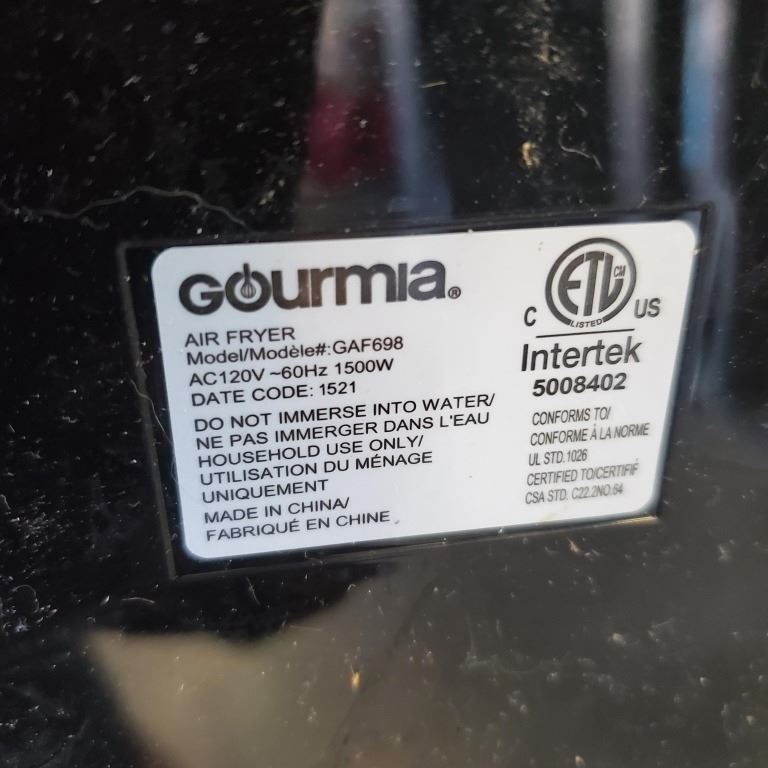 Gourmia®
AIR FRYER
Model/Modèle#:GAF698
AC120V ~60Hz 1500W
DATE CODE: 1521
DO NOT IMMERSE INTO WATER/
NE PAS IMMERGER DANS L'EAU
HOUSEHOLD USE ONLY/
UTILISATION DU MÉNAGE
UNIQUEMENT
MADE IN CHINA/
FABRIQUÉ EN CHINE
ETL CM
LISTED
C US
Intertek
5008402
CONFORMS TO/
CONFORME À LA NORME
UL STD.1026
CERTIFIED TO/CERTIFIÉ
CSA STD. C22.2NO.64